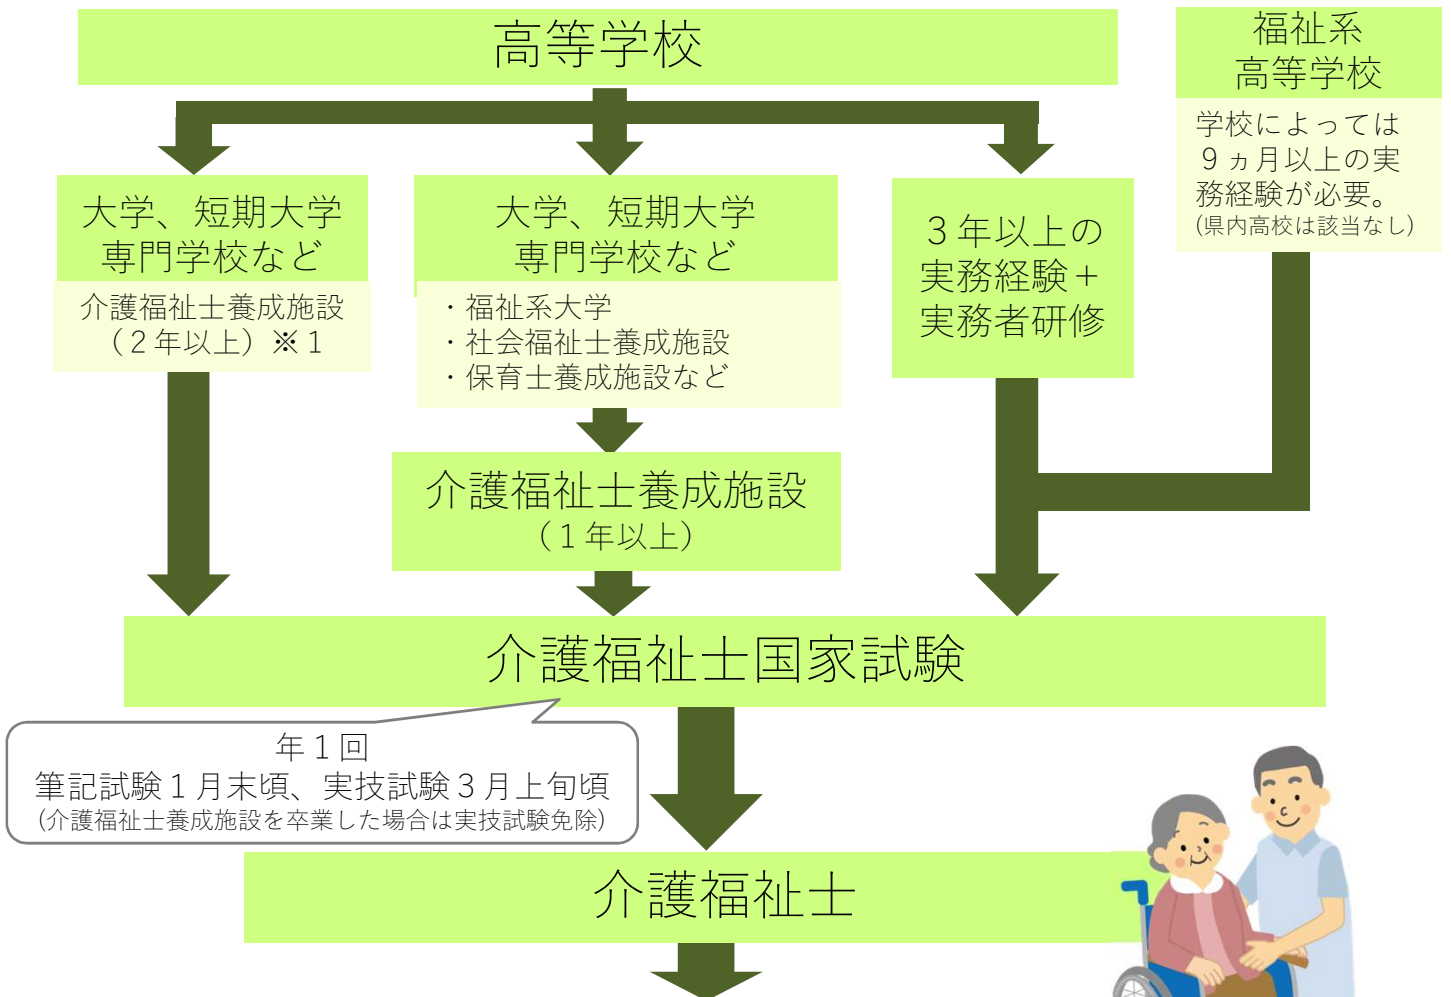 高等学校
福祉系
高等学校
学校によっては
９ヵ月以上の実
務経験が必要。
(県内高校は該当なし)
大学、短期大学
専門学校など
介護福祉士養成施設
（２年以上）※１
大学、短期大学
専門学校など
・福祉系大学
・社会福祉士養成施設
・保育士養成施設など
３年以上の
実務経験＋
実務者研修
介護福祉士養成施設
（１年以上）
介護福祉士国家試験
年１回
筆記試験１月末頃、実技試験３月上旬頃
(介護福祉士養成施設を卒業した場合は実技試験免除)
介護福祉士